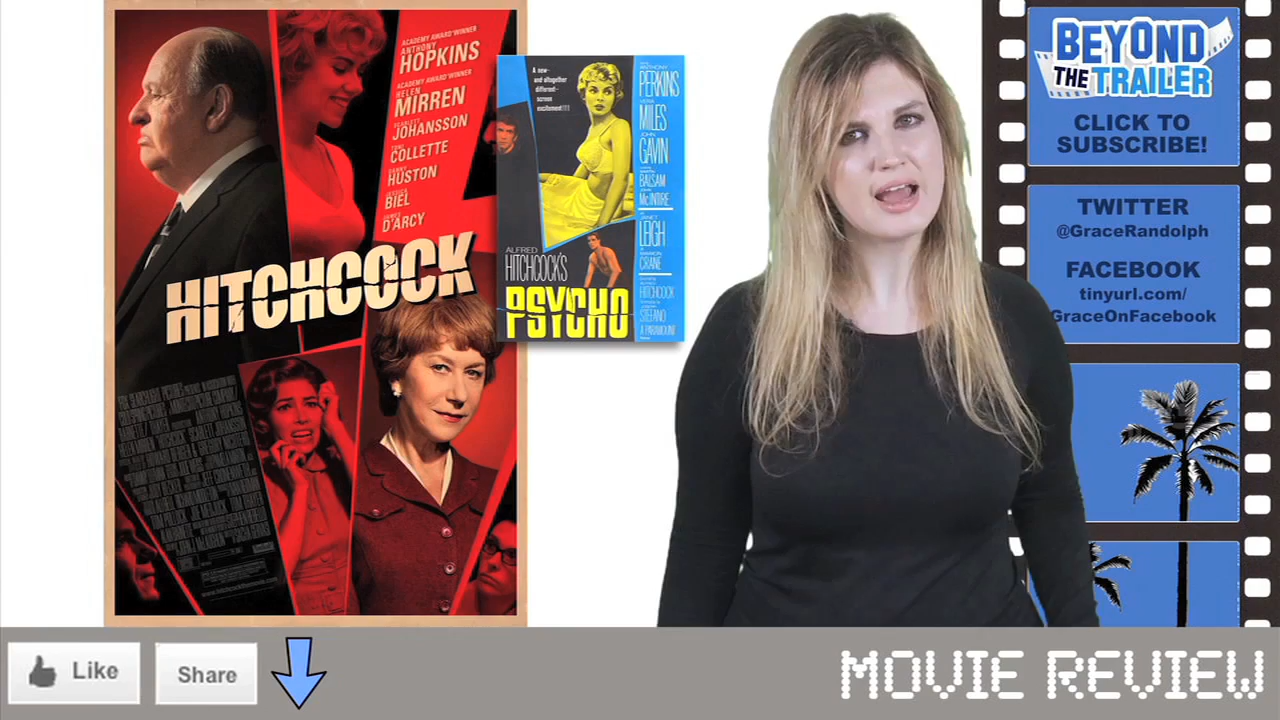 ACADEMY AWARD WINNER
ANTHONY
HOPKINS
ACADEMY AWARD WINNER
HELEN
MIRREN
SCARLETT
JOHANSSON
TONI
COLLETTE
DANNY
HUSTON
JESSICA
BIEL
JAMES
D'ARCY
HITCHCOCK
A new-
and altogether
different-
screen
excitement!!!
ANTHONY
PERKINS
VERA
MILES
JOHN
GAVIN
MARTIN
BALSAM
JOHN
McINTIRE
JANET
LEIGH
MARION
CRANE
HITCHCOCK
STEFANO
A PARAMOUNT
ALFRED
HITCHCOCK'S
PSYCHO
BEYOND
THE TRAILER
CLICK TO
SUBSCRIBE!
TWITTER
@GraceRandolph
FACEBOOK
tinyurl.com/
GraceOnFacebook
Like
Share
MOVIE REVIEW